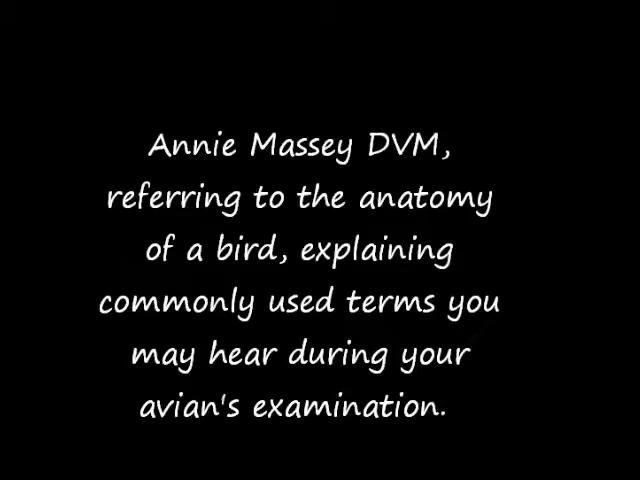 Annie Massey DVM,
referring to the anatomy
of a bird, explaining
commonly used terms you
may hear during your
avian's examination.